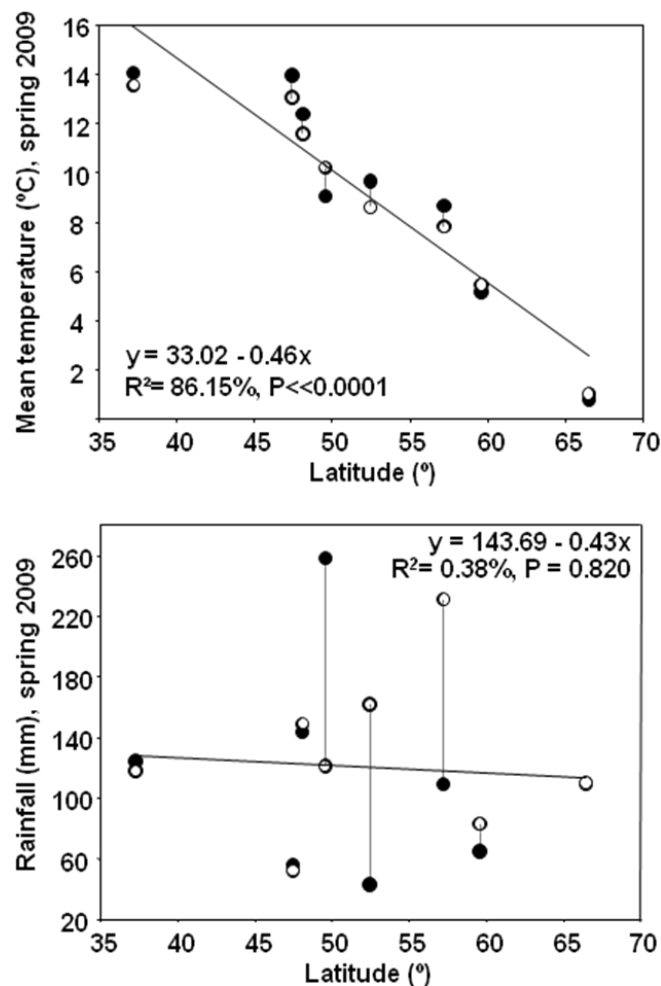 Mean temperature (ºC), spring 2009
16
14
12
10
8
6
4
2
y = 33.02 - 0.46x
R²= 86.15%, P<<0.0001
35 40 45 50 55 60 65 70
Latitude (º)
Rainfall (mm), spring 2009
260
220
180
140
100
60
20
y = 143.69 - 0.43x
R²= 0.38%, P = 0.820
35 40 45 50 55 60 65 70
Latitude (º)